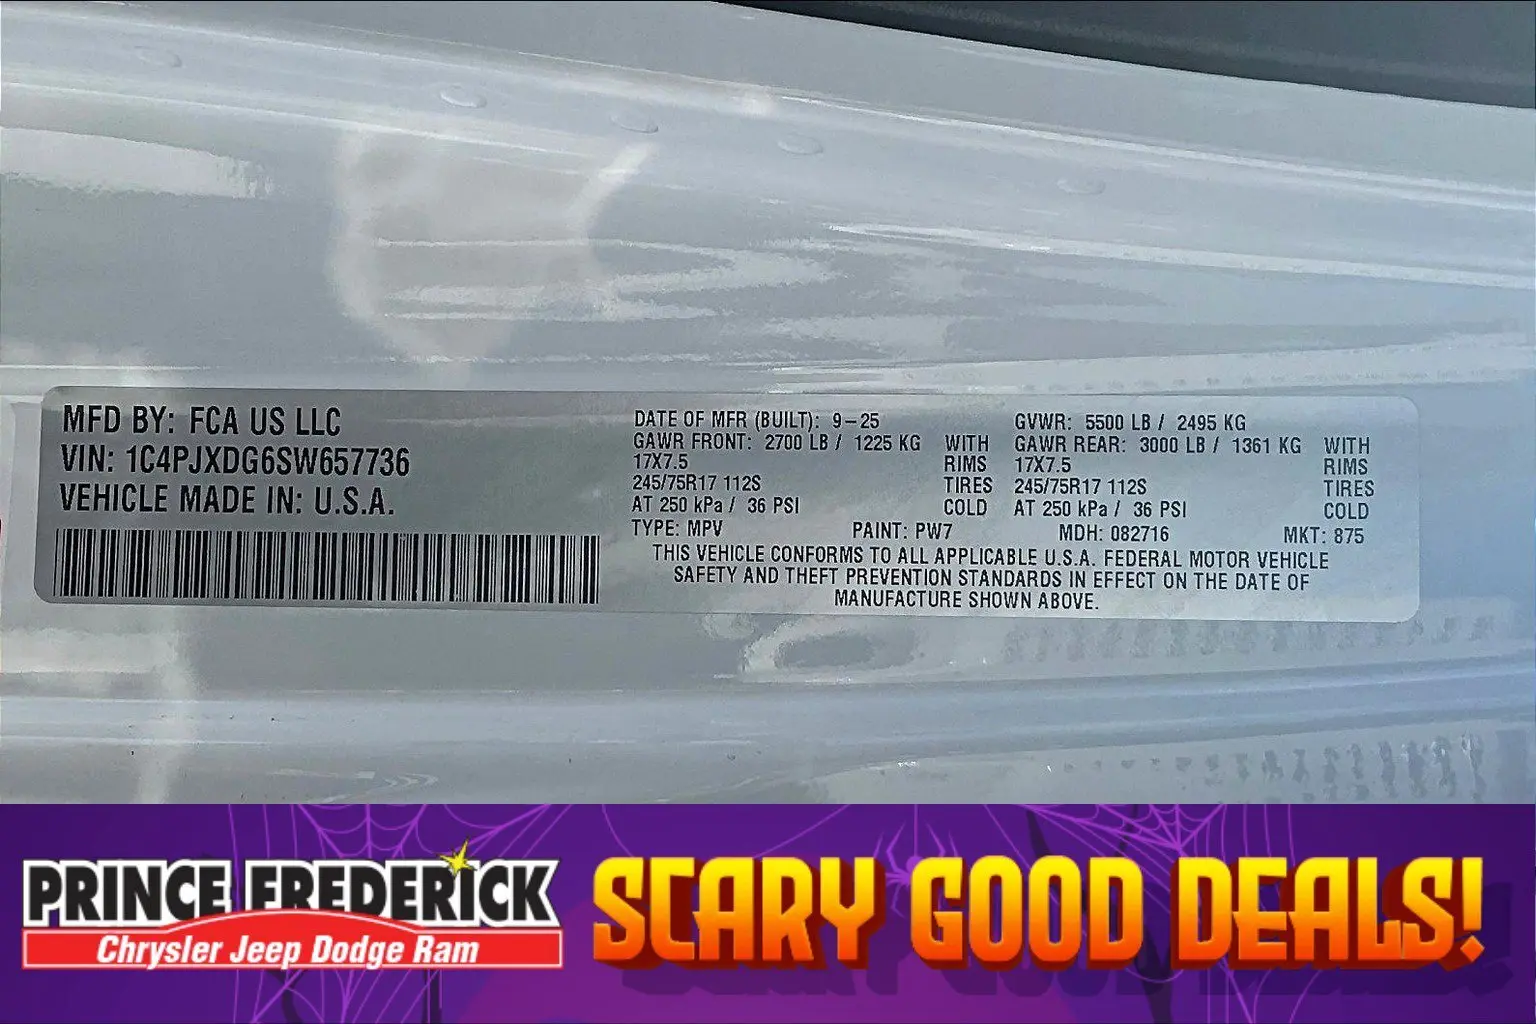 MFD BY: FCA US LLC
VIN: 1C4PJXDG6SW657736
VEHICLE MADE IN: U.S.A.
DATE OF MFR (BUILT): 9-25 GVWR: 5500 LB / 2495 KG
GAWR FRONT: 2700 LB / 1225 KG WITH GAWR REAR: 3000 LB / 1361 KG WITH
17X7.5 RIMS 17X7.5 RIMS
245/75R17 112S TIRES 245/75R17 112S TIRES
AT 250 kPa / 36 PSI COLD AT 250 kPa / 36 PSI COLD
TYPE: MPV PAINT: PW7 MDH: 082716 MKT: 875
THIS VEHICLE CONFORMS TO ALL APPLICABLE U.S.A. FEDERAL MOTOR VEHICLE
SAFETY AND THEFT PREVENTION STANDARDS IN EFFECT ON THE DATE OF
MANUFACTURE SHOWN ABOVE.
PRINCE FREDERICK
Chrysler Jeep Dodge Ram
SCARY GOOD DEALS!